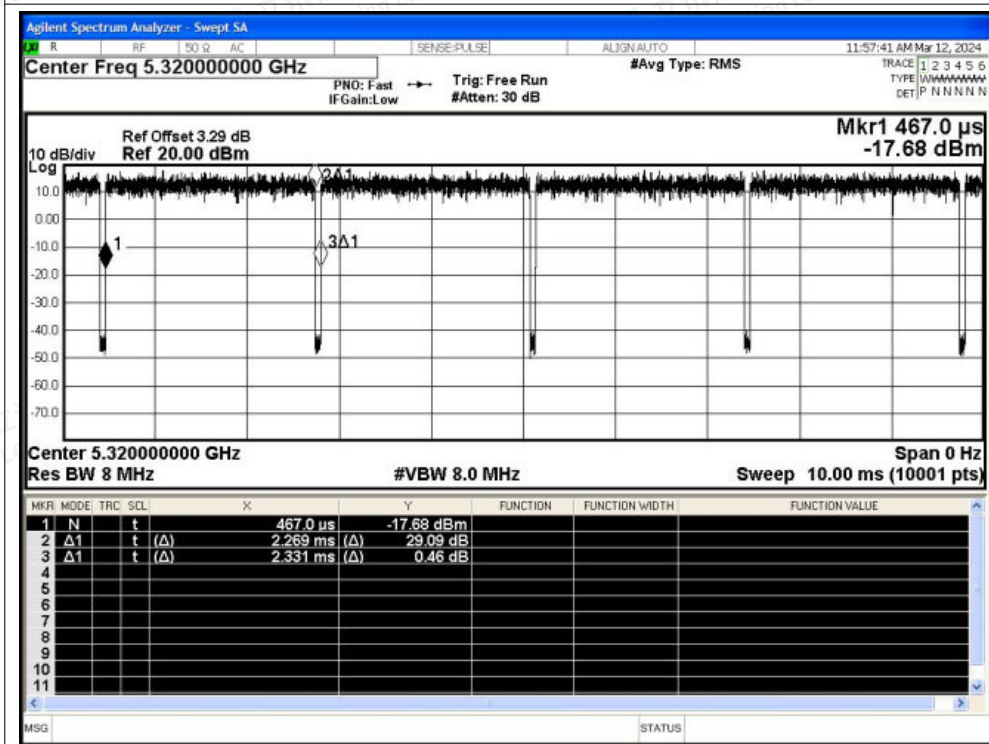 Agilent Spectrum Analyzer - Swept SA
LXI R RF 50 Ω AC SENSE:PULSE ALIGN AUTO 11:57:41 AM Mar 12, 2024
Center Freq 5.320000000 GHz #Avg Type: RMS TRACE 1 2 3 4 5 6
PNO: Fast Trig: Free Run TYPE WWWWWW
IFGain:Low #Atten: 30 dB DET P N N N N N
Mkr1 467.0 µs
Ref Offset 3.29 dB
10 dB/div Ref 20.00 dBm -17.68 dBm
Log
2Δ1
10.0
0.00
1 3Δ1
-10.0
-20.0
-30.0
-40.0
-50.0
-60.0
-70.0
Center 5.320000000 GHz Span 0 Hz
Res BW 8 MHz #VBW 8.0 MHz Sweep 10.00 ms (10001 pts)
MKR MODE TRC SCL X Y FUNCTION FUNCTION WIDTH FUNCTION VALUE
1 N t 467.0 µs -17.68 dBm
2 Δ1 t (Δ) 2.269 ms (Δ) 29.09 dB
3 Δ1 t (Δ) 2.331 ms (Δ) 0.46 dB
4
5
6
7
8
9
10
11
MSG STATUS